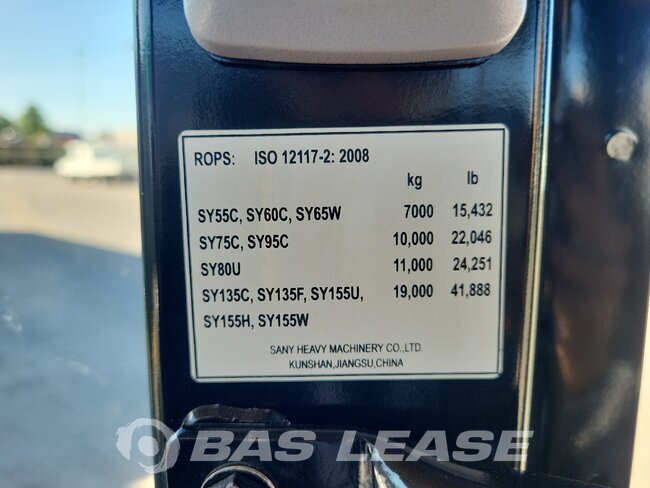 ROPS: ISO 12117-2: 2008
kg lb
SY55C, SY60C, SY65W 7000 15,432
SY75C, SY95C 10,000 22,046
SY80U 11,000 24,251
SY135C, SY135F, SY155U, 19,000 41,888
SY155H, SY155W
SANY HEAVY MACHINERY CO.,LTD.
KUNSHAN,JIANGSU,CHINA
BAS LEASE